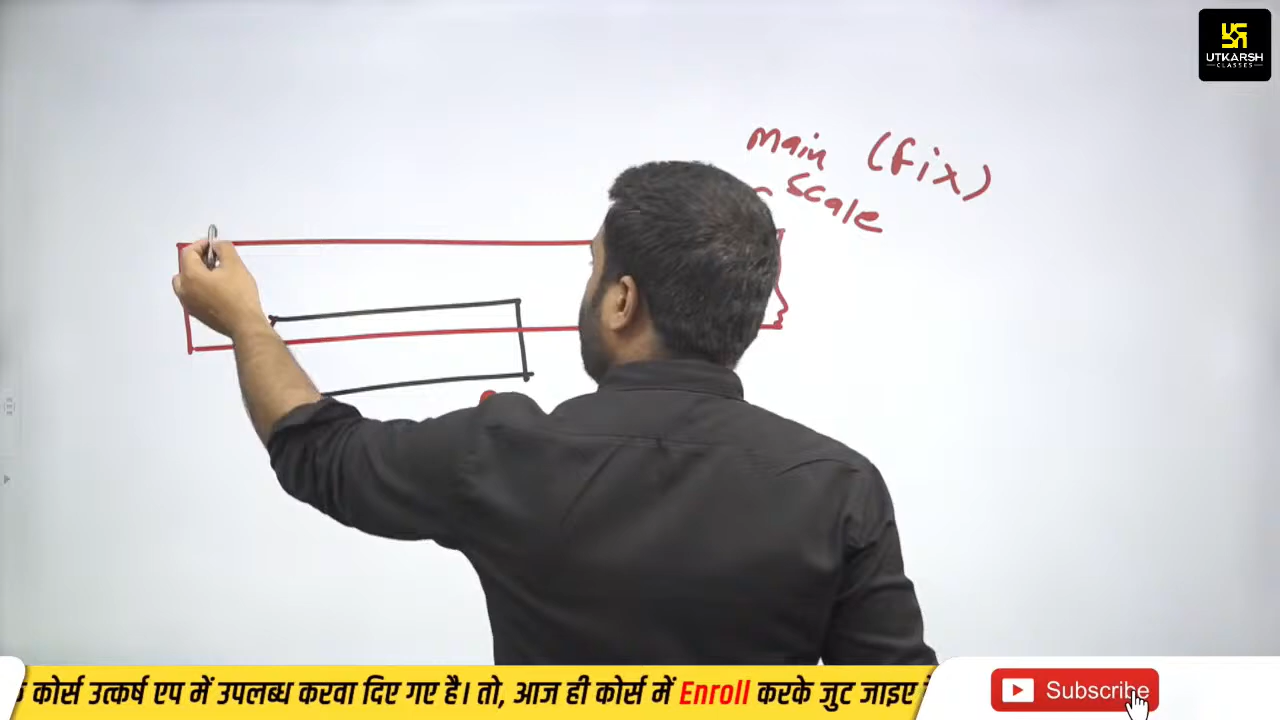 UTKARSH
CLASSES
main (fix)
scale
कोर्स उत्कर्ष एप में उपलब्ध करवा दिए गए है। तो, आज ही कोर्स में Enroll करके जुट जाइए
Subscribe